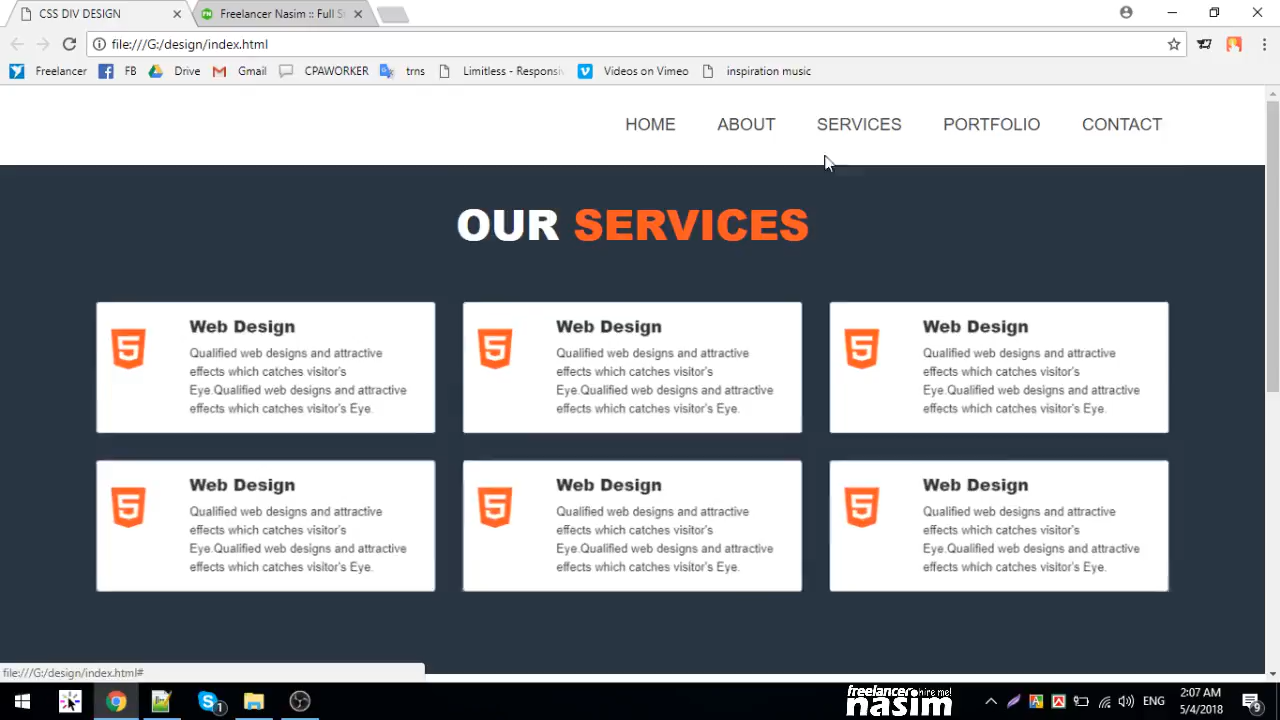 CSS DIV DESIGN
Freelancer Nasim :: Full S
file:///G:/design/index.html
Freelancer FB Drive Gmail CPAWORKER trns Limitless - Responsiv Videos on Vimeo inspiration music
HOME ABOUT SERVICES PORTFOLIO CONTACT
OUR SERVICES
Web Design
Qualified web designs and attractive
effects which catches visitor's
Eye.Qualified web designs and attractive
effects which catches visitor's Eye.
Web Design
Qualified web designs and attractive
effects which catches visitor's
Eye.Qualified web designs and attractive
effects which catches visitor's Eye.
Web Design
Qualified web designs and attractive
effects which catches visitor's
Eye.Qualified web designs and attractive
effects which catches visitor's Eye.
Web Design
Qualified web designs and attractive
effects which catches visitor's
Eye.Qualified web designs and attractive
effects which catches visitor's Eye.
Web Design
Qualified web designs and attractive
effects which catches visitor's
Eye.Qualified web designs and attractive
effects which catches visitor's Eye.
Web Design
Qualified web designs and attractive
effects which catches visitor's
Eye.Qualified web designs and attractive
effects which catches visitor's Eye.
file:///G:/design/index.html#
freelancer hire me!
nasim
ENG
2:07 AM
5/4/2018